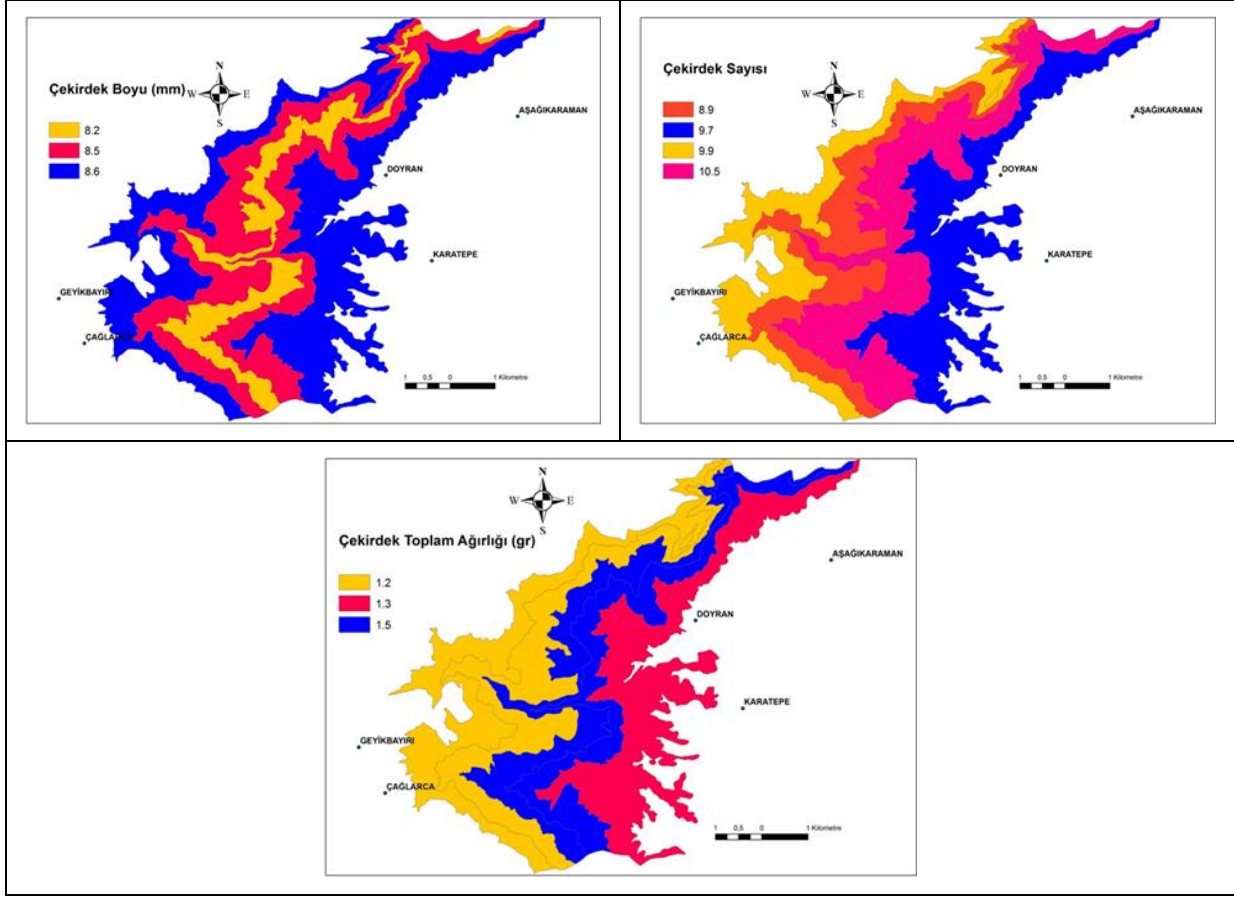 Çekirdek Boyu (mm)
N
W
E
S
8.2
8.5
8.6
AŞAĞIKARAMAN
DOYRAN
KARATEPE
GEYİKBAYIRI
ÇAĞLARCA
1 0,5 0 1 Kilometre
Çekirdek Sayısı
N
W
E
S
8.9
9.7
9.9
10.5
AŞAĞIKARAMAN
DOYRAN
KARATEPE
GEYİKBAYIRI
ÇAĞLARCA
1 0,5 0 1 Kilometre
Çekirdek Toplam Ağırlığı (gr)
N
W
E
S
1.2
1.3
1.5
AŞAĞIKARAMAN
DOYRAN
KARATEPE
GEYİKBAYIRI
ÇAĞLARCA
1 0,5 0 1 Kilometre